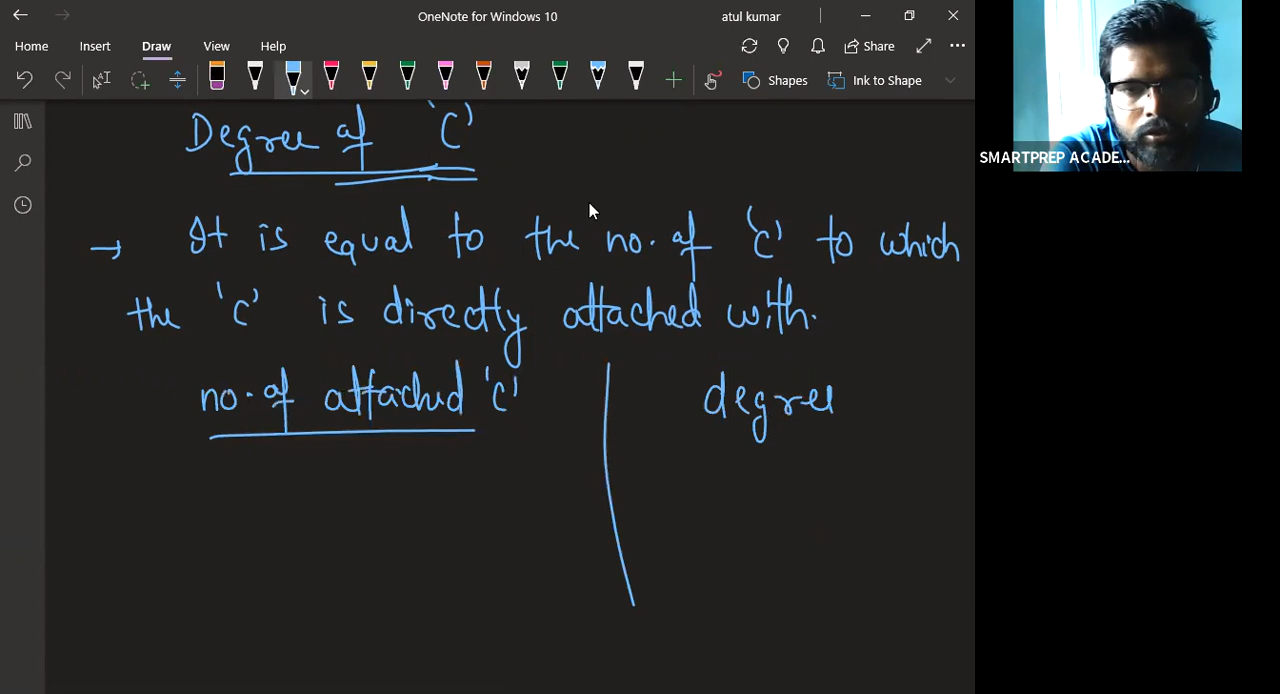 OneNote for Windows 10
atul kumar
Home Insert Draw View Help
Share
Shapes
Ink to Shape
SMARTPREP ACADE...
Degree of 'C'
→ It is equal to the no. of 'C' to which
the 'C' is directly attached with.
no. of attached 'C' degree